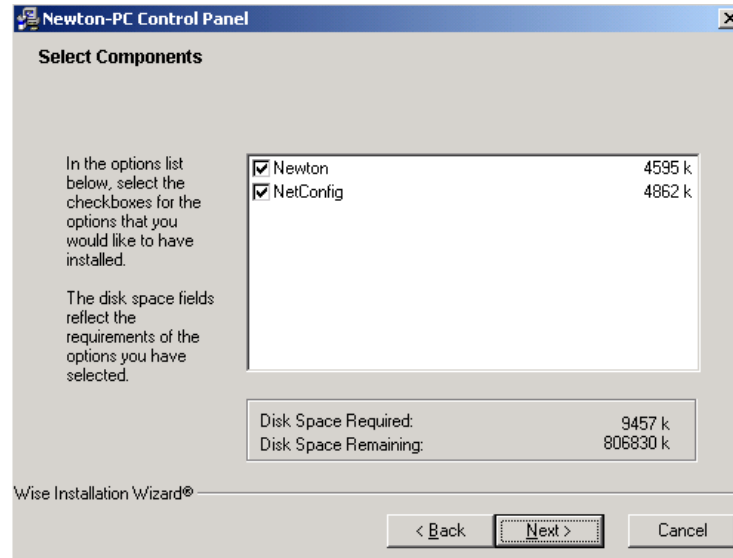 Newton-PC Control Panel
Select Components
In the options list
below, select the
checkboxes for the
options that you
would like to have
installed.
The disk space fields
reflect the
requirements of the
options you have
selected.
Newton 4595 k
NetConfig 4862 k
Disk Space Required: 9457 k
Disk Space Remaining: 806830 k
Wise Installation Wizard®
< Back Next > Cancel